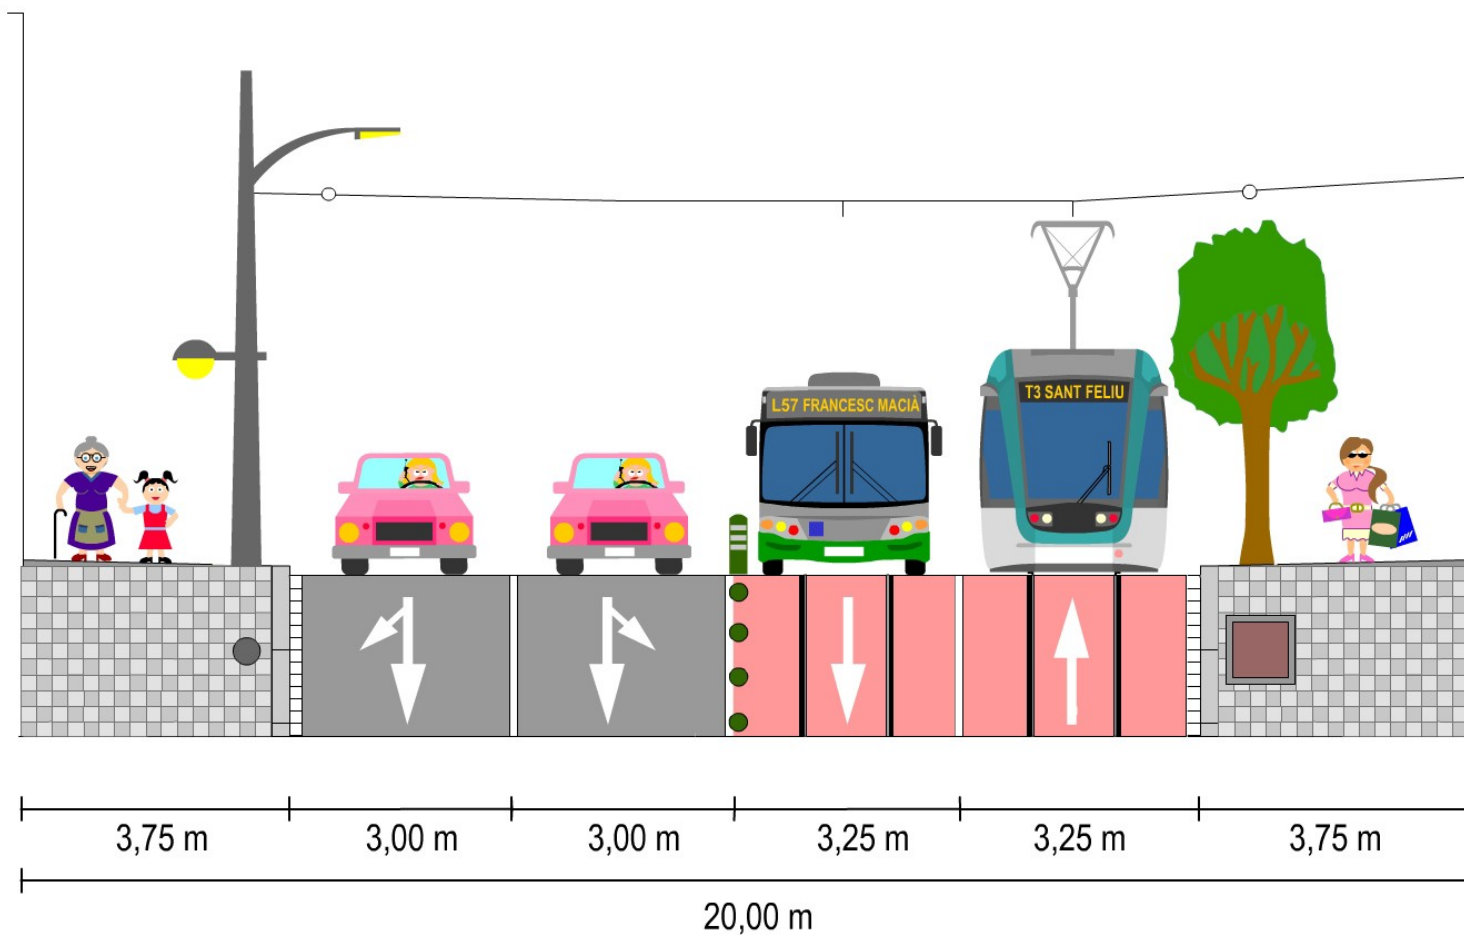 L57 FRANCESC MACIÀ
T3 SANT FELIU
3,75 m
3,00 m
3,00 m
3,25 m
3,25 m
3,75 m
20,00 m